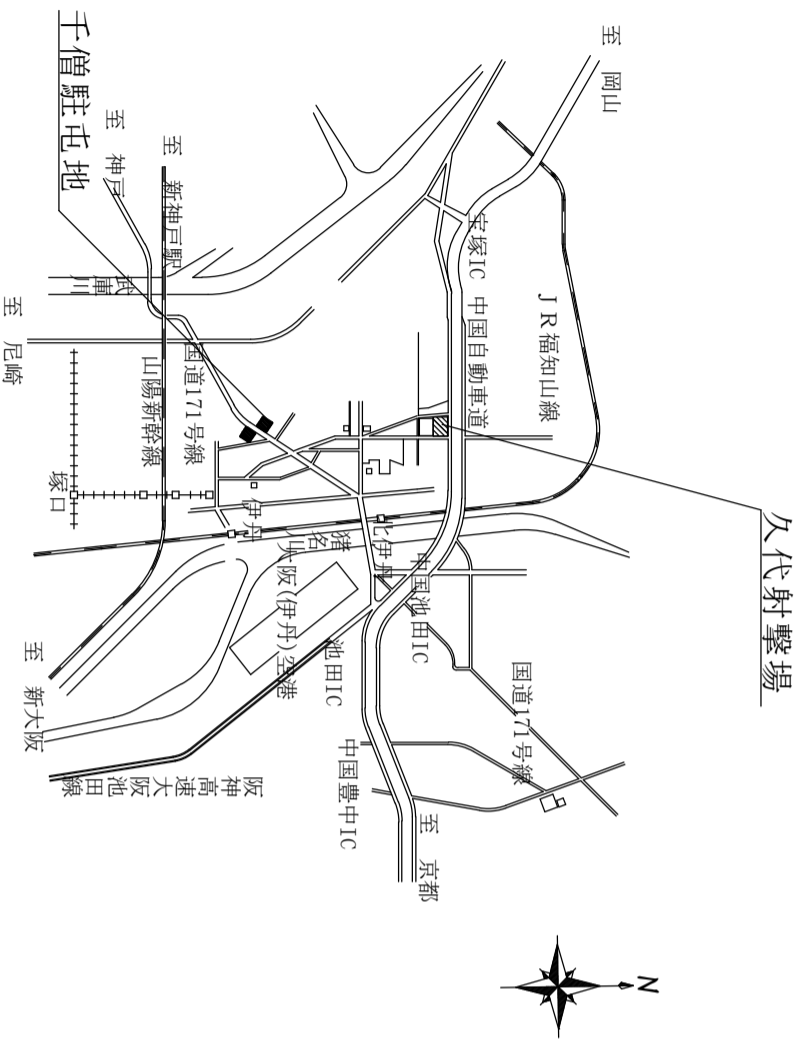 久代射撃場
N
至 岡山
JR福知山線
国道171号線
宝塚IC
中国自動車道
中国池田IC
至 京都
北伊丹
池田IC
中国豊中IC
猪名川
大阪(伊丹)空港
伊丹
阪神高速大阪池田線
国道171号線
至 新神戸駅
山陽新幹線
武庫川
至 神戸
千僧駐屯地
塚口
至 新大阪
至 尼崎